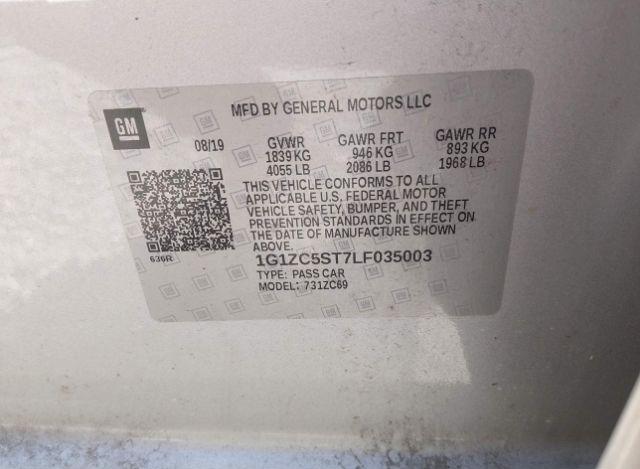 GM
MFD BY GENERAL MOTORS LLC
08/19 GVWR GAWR FRT GAWR RR
1839 KG 946 KG 893 KG
4055 LB 2086 LB 1968 LB
THIS VEHICLE CONFORMS TO ALL
APPLICABLE U.S. FEDERAL MOTOR
VEHICLE SAFETY, BUMPER, AND THEFT
PREVENTION STANDARDS IN EFFECT ON
THE DATE OF MANUFACTURE SHOWN
ABOVE.
636R
1G1ZC5ST7LF035003
TYPE: PASS CAR
MODEL: 731ZC69